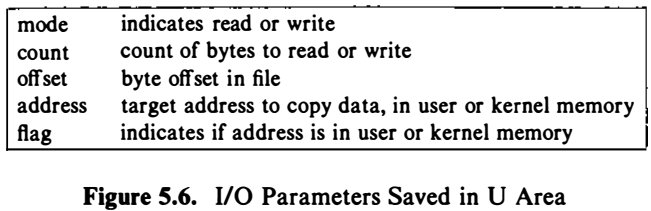 mode indicates read or write
count count of bytes to read or write
offset byte offset in file
address target address to copy data, in user or kernel memory
flag indicates if address is in user or kernel memory
Figure 5.6. I/O Parameters Saved in U Area